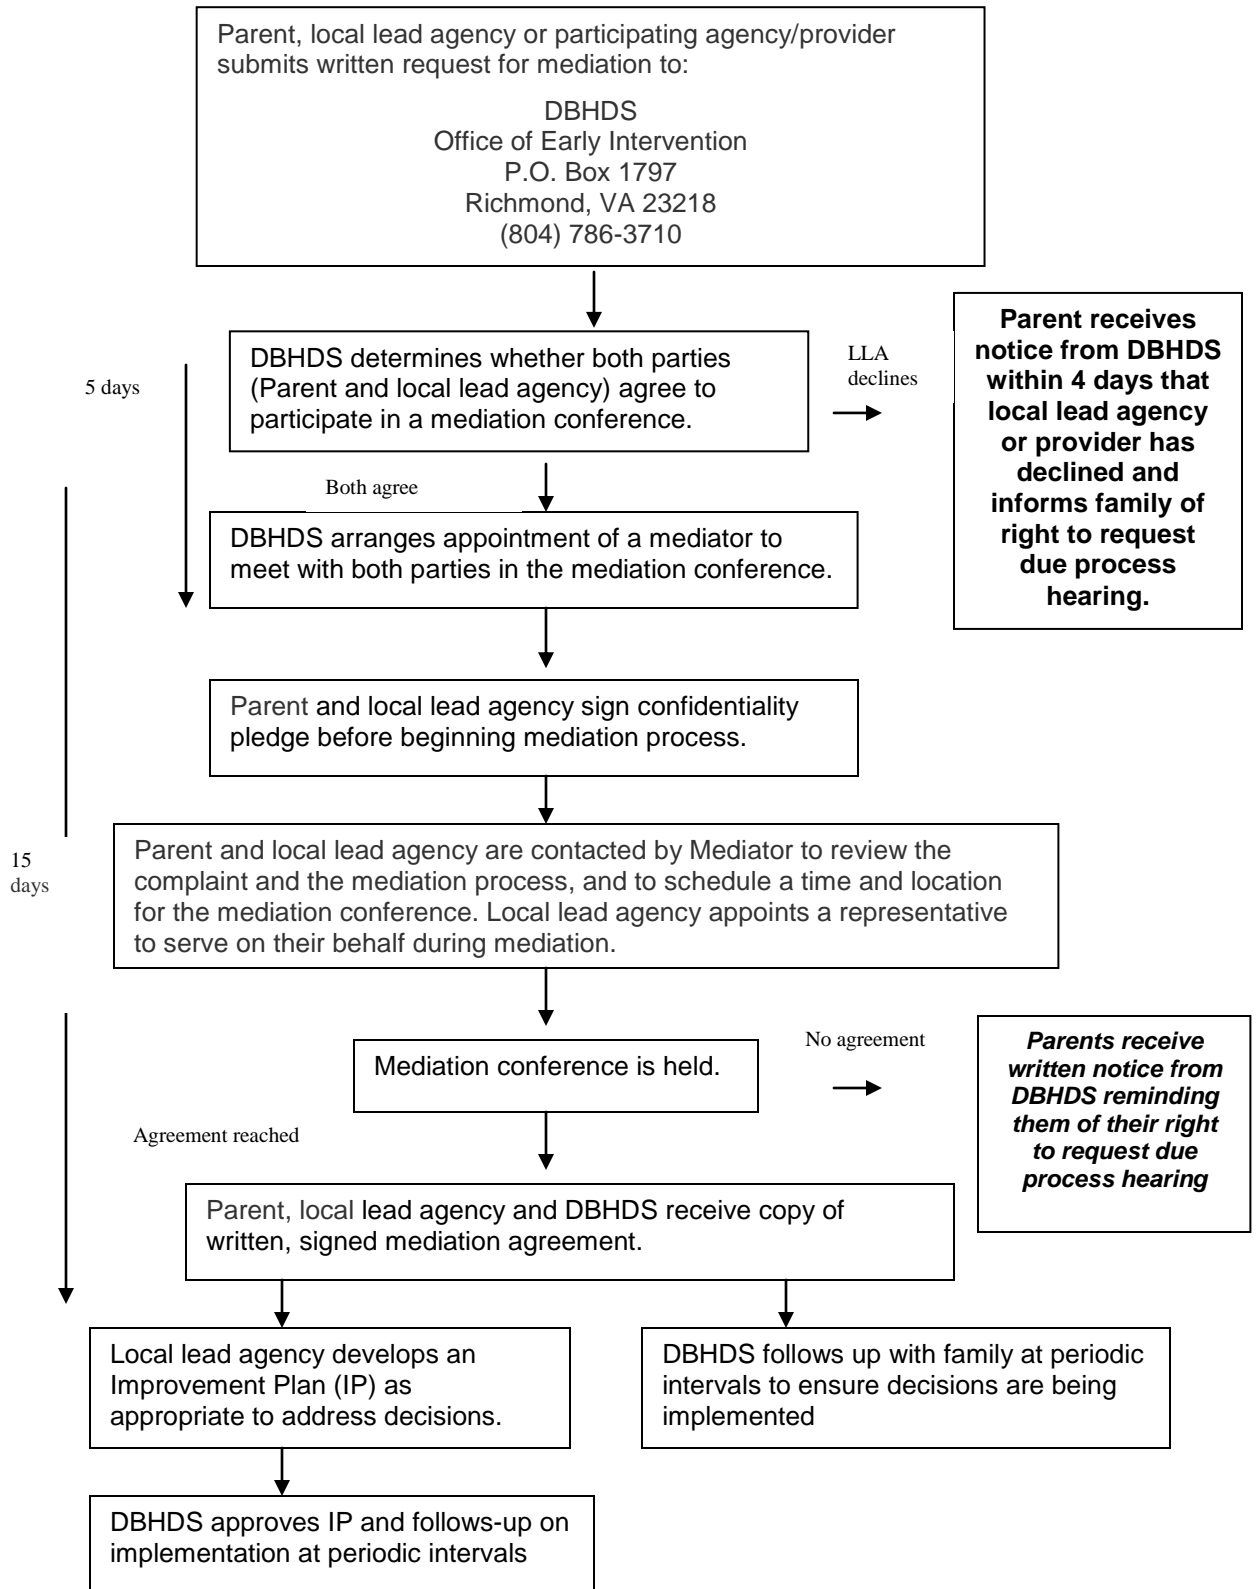 Parent, local lead agency or participating agency/provider
submits written request for mediation to:
DBHDS
Office of Early Intervention
P.O. Box 1797
Richmond, VA 23218
(804) 786-3710
5 days
DBHDS determines whether both parties
(Parent and local lead agency) agree to
participate in a mediation conference.
LLA
declines
Parent receives
notice from DBHDS
within 4 days that
local lead agency
or provider has
declined and
informs family of
right to request
due process
hearing.
Both agree
DBHDS arranges appointment of a mediator to
meet with both parties in the mediation conference.
Parent and local lead agency sign confidentiality
pledge before beginning mediation process.
15
days
Parent and local lead agency are contacted by Mediator to review the
complaint and the mediation process, and to schedule a time and location
for the mediation conference. Local lead agency appoints a representative
to serve on their behalf during mediation.
Mediation conference is held.
No agreement
Parents receive
written notice from
DBHDS reminding
them of their right
to request due
process hearing
Agreement reached
Parent, local lead agency and DBHDS receive copy of
written, signed mediation agreement.
Local lead agency develops an
Improvement Plan (IP) as
appropriate to address decisions.
DBHDS follows up with family at periodic
intervals to ensure decisions are being
implemented
DBHDS approves IP and follows-up on
implementation at periodic intervals